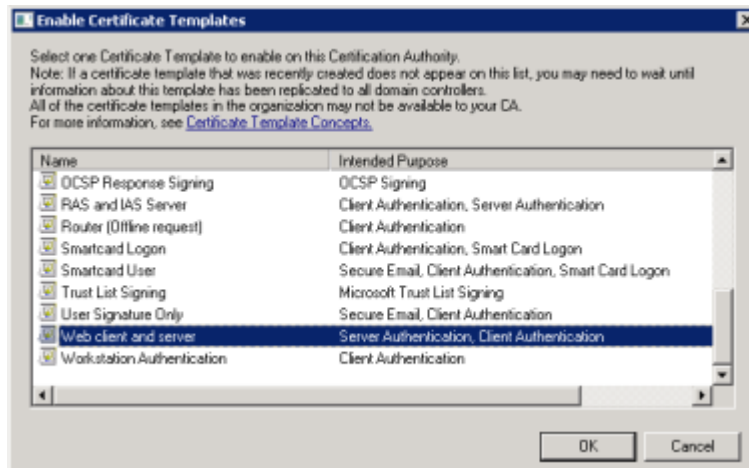 Enable Certificate Templates
Select one Certificate Template to enable on this Certification Authority.
Note: If a certificate template that was recently created does not appear on this list, you may need to wait until
information about this template has been replicated to all domain controllers.
All of the certificate templates in the organization may not be available to your CA.
For more information, see Certificate Template Concepts.
Name Intended Purpose
OCSP Response Signing OCSP Signing
RAS and IAS Server Client Authentication, Server Authentication
Router (Offline request) Client Authentication
Smartcard Logon Client Authentication, Smart Card Logon
Smartcard User Secure Email, Client Authentication, Smart Card Logon
Trust List Signing Microsoft Trust List Signing
User Signature Only Secure Email, Client Authentication
Web client and server Server Authentication, Client Authentication
Workstation Authentication Client Authentication
OK Cancel